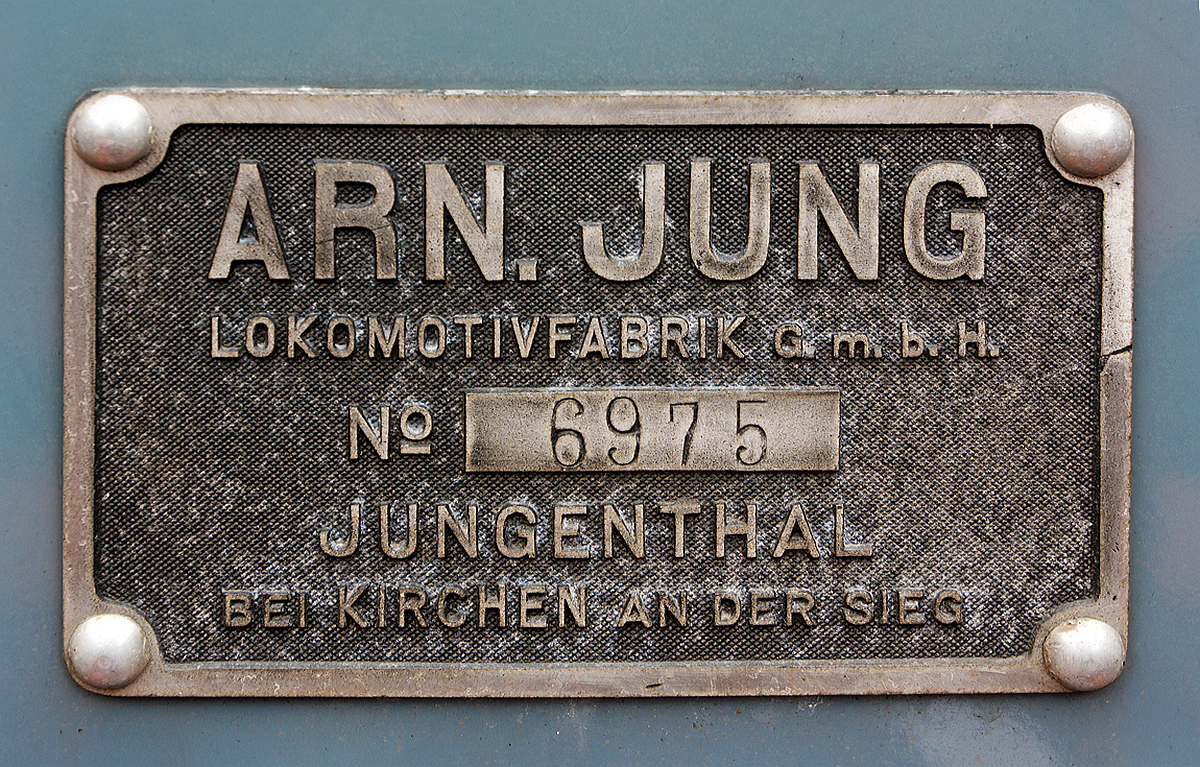 ARN. JUNG
LOKOMOTIVFABRIK G.m.b.H.
Nº 6975
JUNGENTHAL
BEI KIRCHEN AN DER SIEG